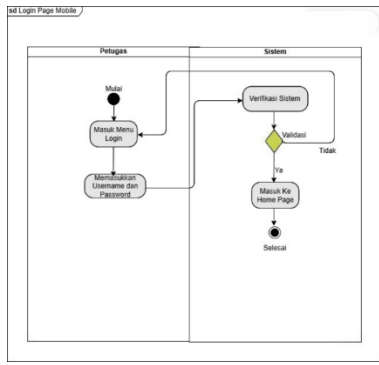 sd Login Page Mobile
Petugas
Sistem
Mulai
Masuk Menu
Login
Memasukkan
Username dan
Password
Verifikasi Sistem
Validasi
Tidak
Ya
Masuk Ke
Home Page
Selesai